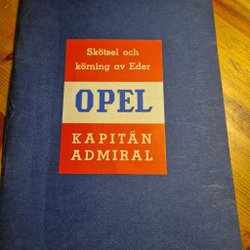 Skötsel och
körning av Eder
OPEL
KAPITÄN
ADMIRAL